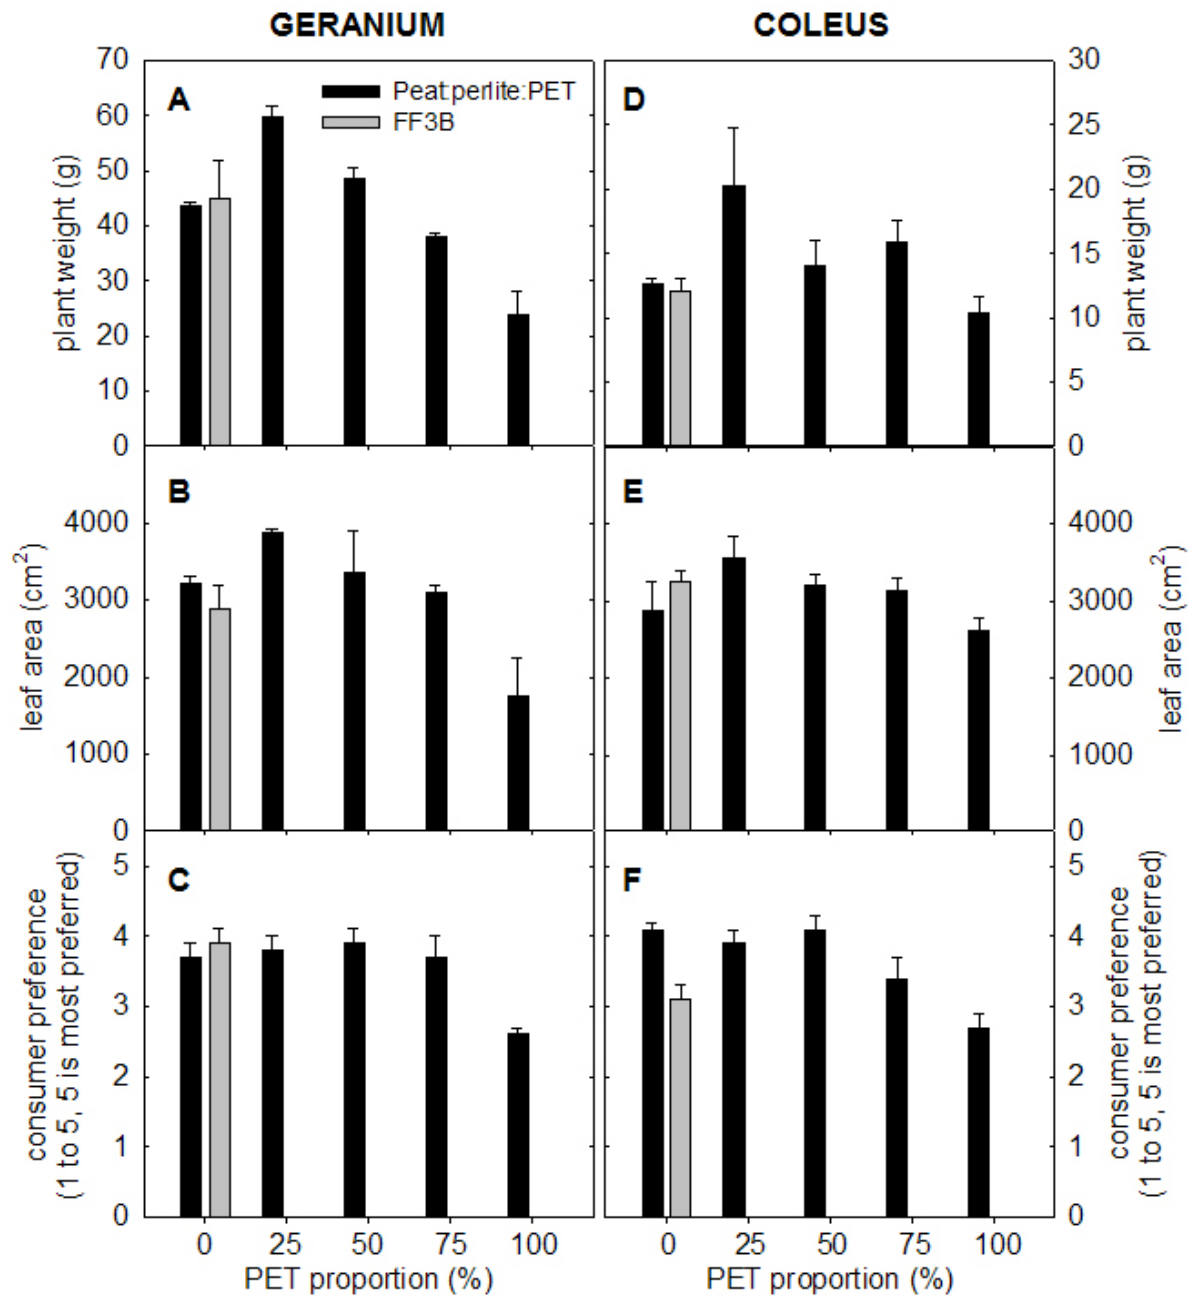 GERANIUM
COLEUS
A
Peat:perlite:PET
FF3B
70
60
50
40
30
20
10
0
plant weight (g)
D
30
25
20
15
10
5
0
plant weight (g)
B
4000
3000
2000
1000
0
leaf area (cm²)
E
4000
3000
2000
1000
0
leaf area (cm²)
C
5
4
3
2
1
0
consumer preference
(1 to 5, 5 is most preferred)
F
5
4
3
2
1
0
consumer preference
(1 to 5, 5 is most preferred)
0 25 50 75 100
PET proportion (%)
0 25 50 75 100
PET proportion (%)